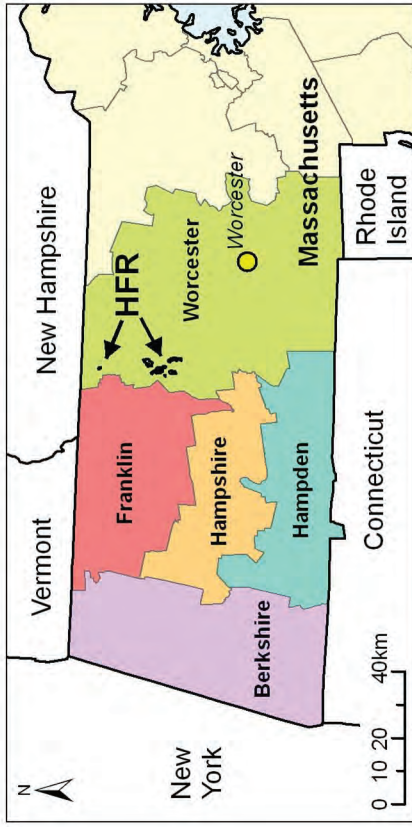 N
Vermont
New Hampshire
New
York
HFR
Franklin
Worcester
Worcester
Hampshire
Berkshire
Hampden
Massachusetts
Connecticut
Rhode
Island
0 10 20 40km